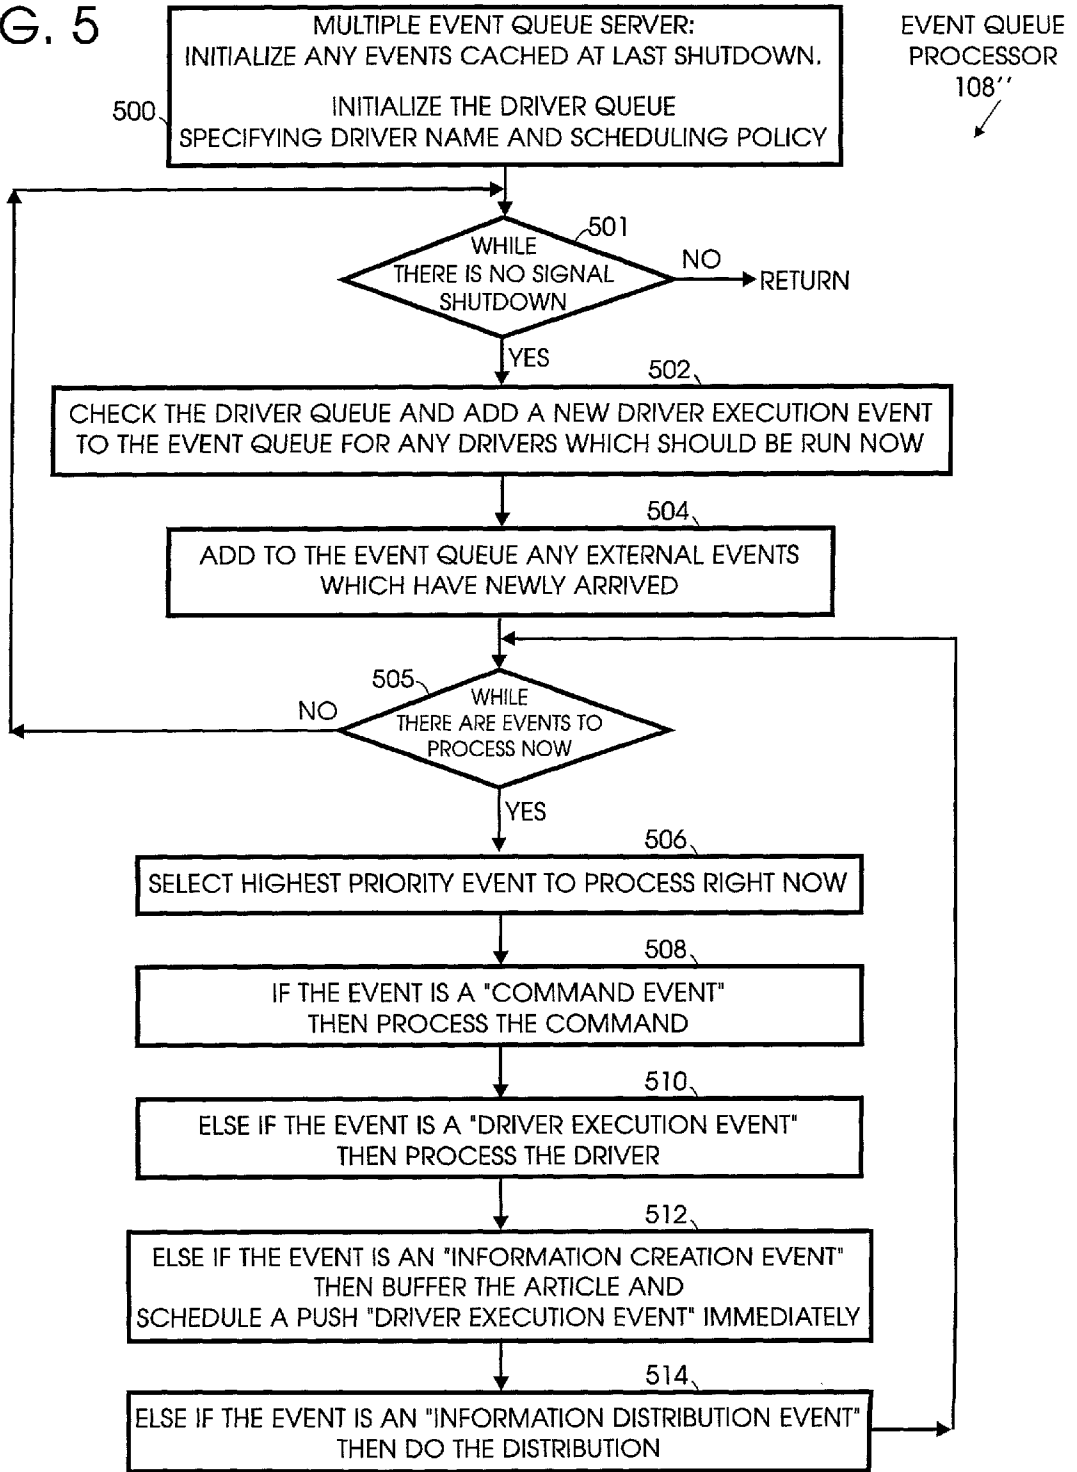 G. 5
MULTIPLE EVENT QUEUE SERVER:
INITIALIZE ANY EVENTS CACHED AT LAST SHUTDOWN.
INITIALIZE THE DRIVER QUEUE
SPECIFYING DRIVER NAME AND SCHEDULING POLICY
500
EVENT QUEUE
PROCESSOR
108''
501
WHILE
THERE IS NO SIGNAL
SHUTDOWN
NO
RETURN
YES
502
CHECK THE DRIVER QUEUE AND ADD A NEW DRIVER EXECUTION EVENT
TO THE EVENT QUEUE FOR ANY DRIVERS WHICH SHOULD BE RUN NOW
504
ADD TO THE EVENT QUEUE ANY EXTERNAL EVENTS
WHICH HAVE NEWLY ARRIVED
505
WHILE
THERE ARE EVENTS TO
PROCESS NOW
NO
YES
506
SELECT HIGHEST PRIORITY EVENT TO PROCESS RIGHT NOW
508
IF THE EVENT IS A "COMMAND EVENT"
THEN PROCESS THE COMMAND
510
ELSE IF THE EVENT IS A "DRIVER EXECUTION EVENT"
THEN PROCESS THE DRIVER
512
ELSE IF THE EVENT IS AN "INFORMATION CREATION EVENT"
THEN BUFFER THE ARTICLE AND
SCHEDULE A PUSH "DRIVER EXECUTION EVENT" IMMEDIATELY
514
ELSE IF THE EVENT IS AN "INFORMATION DISTRIBUTION EVENT"
THEN DO THE DISTRIBUTION